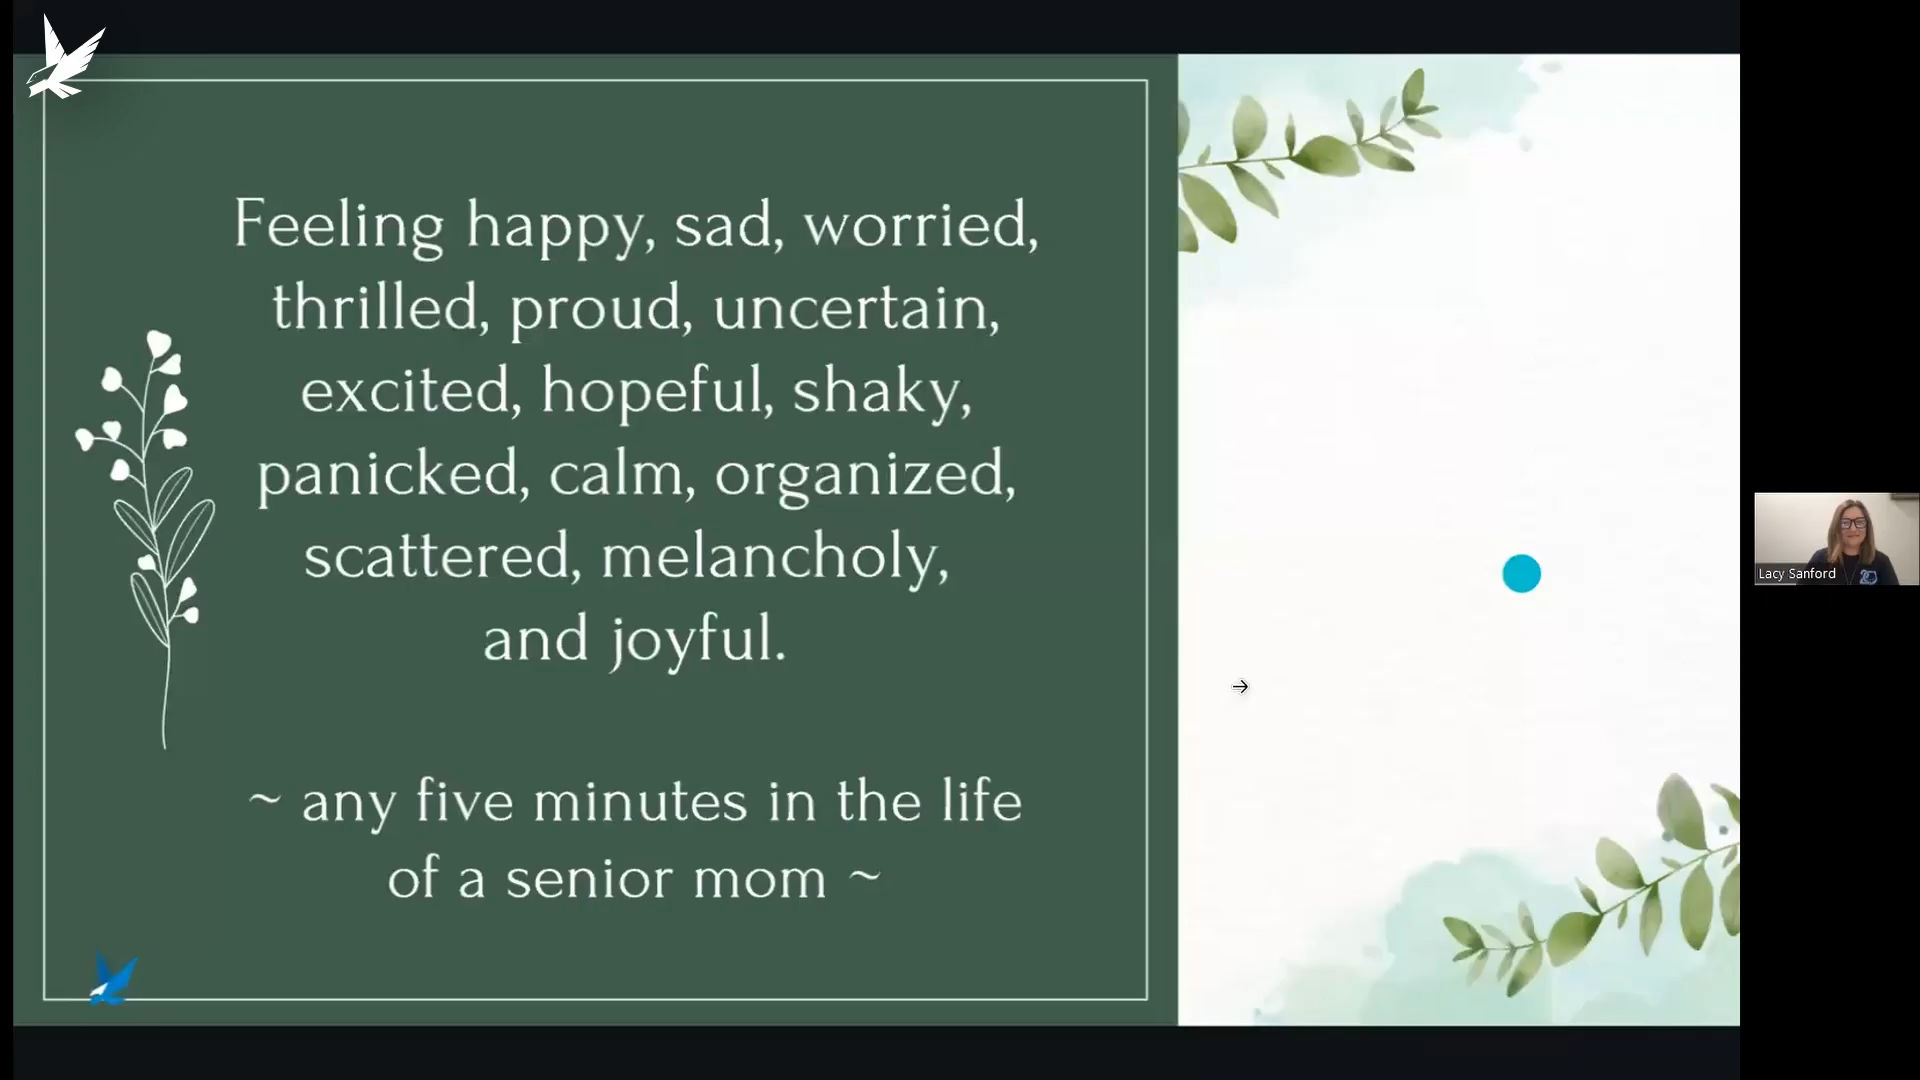 Feeling happy, sad, worried,
thrilled, proud, uncertain,
excited, hopeful, shaky,
panicked, calm, organized,
scattered, melancholy,
and joyful.
~ any five minutes in the life
of a senior mom ~
Lacy Sanford